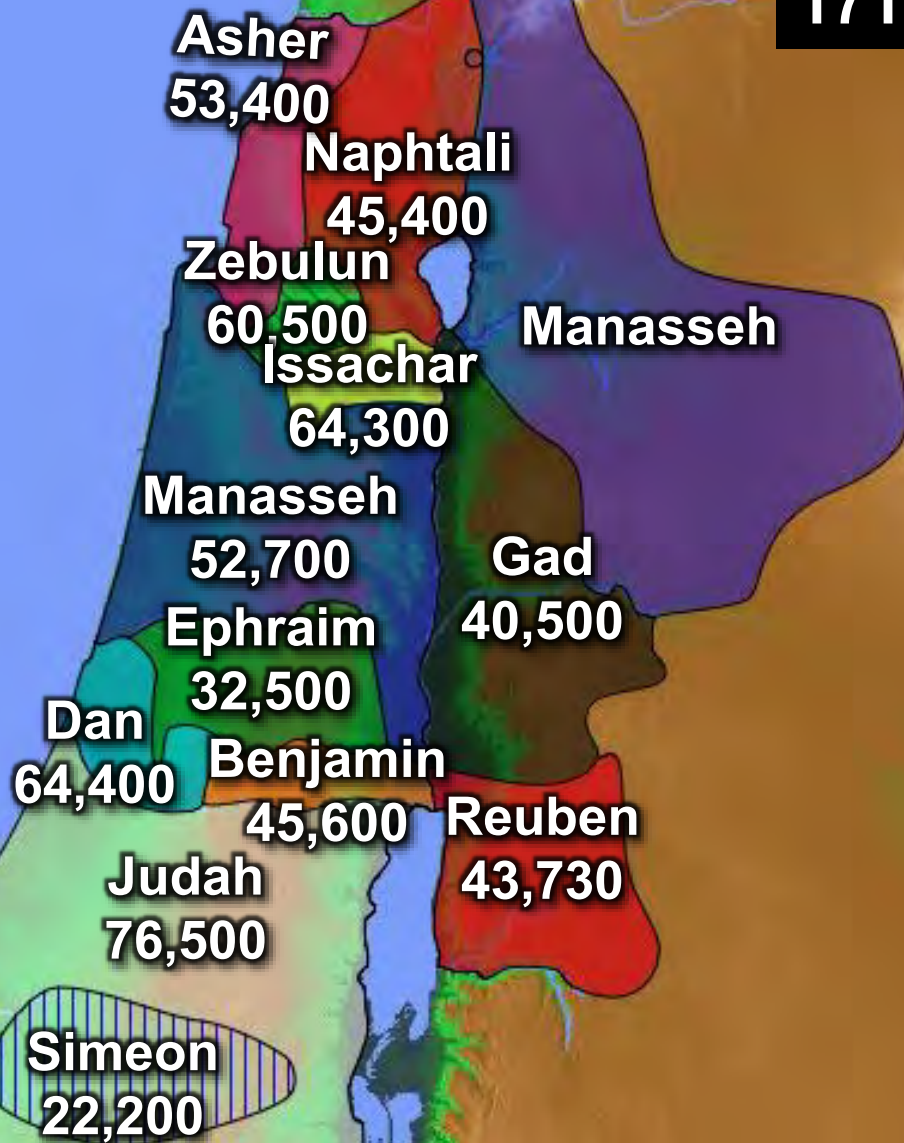 171
Asher
53,400
Naphtali
45,400
Zebulun
60,500
Issachar
64,300
Manasseh
Manasseh
52,700
Gad
40,500
Ephraim
32,500
Dan
64,400
Benjamin
45,600
Reuben
43,730
Judah
76,500
Simeon
22,200